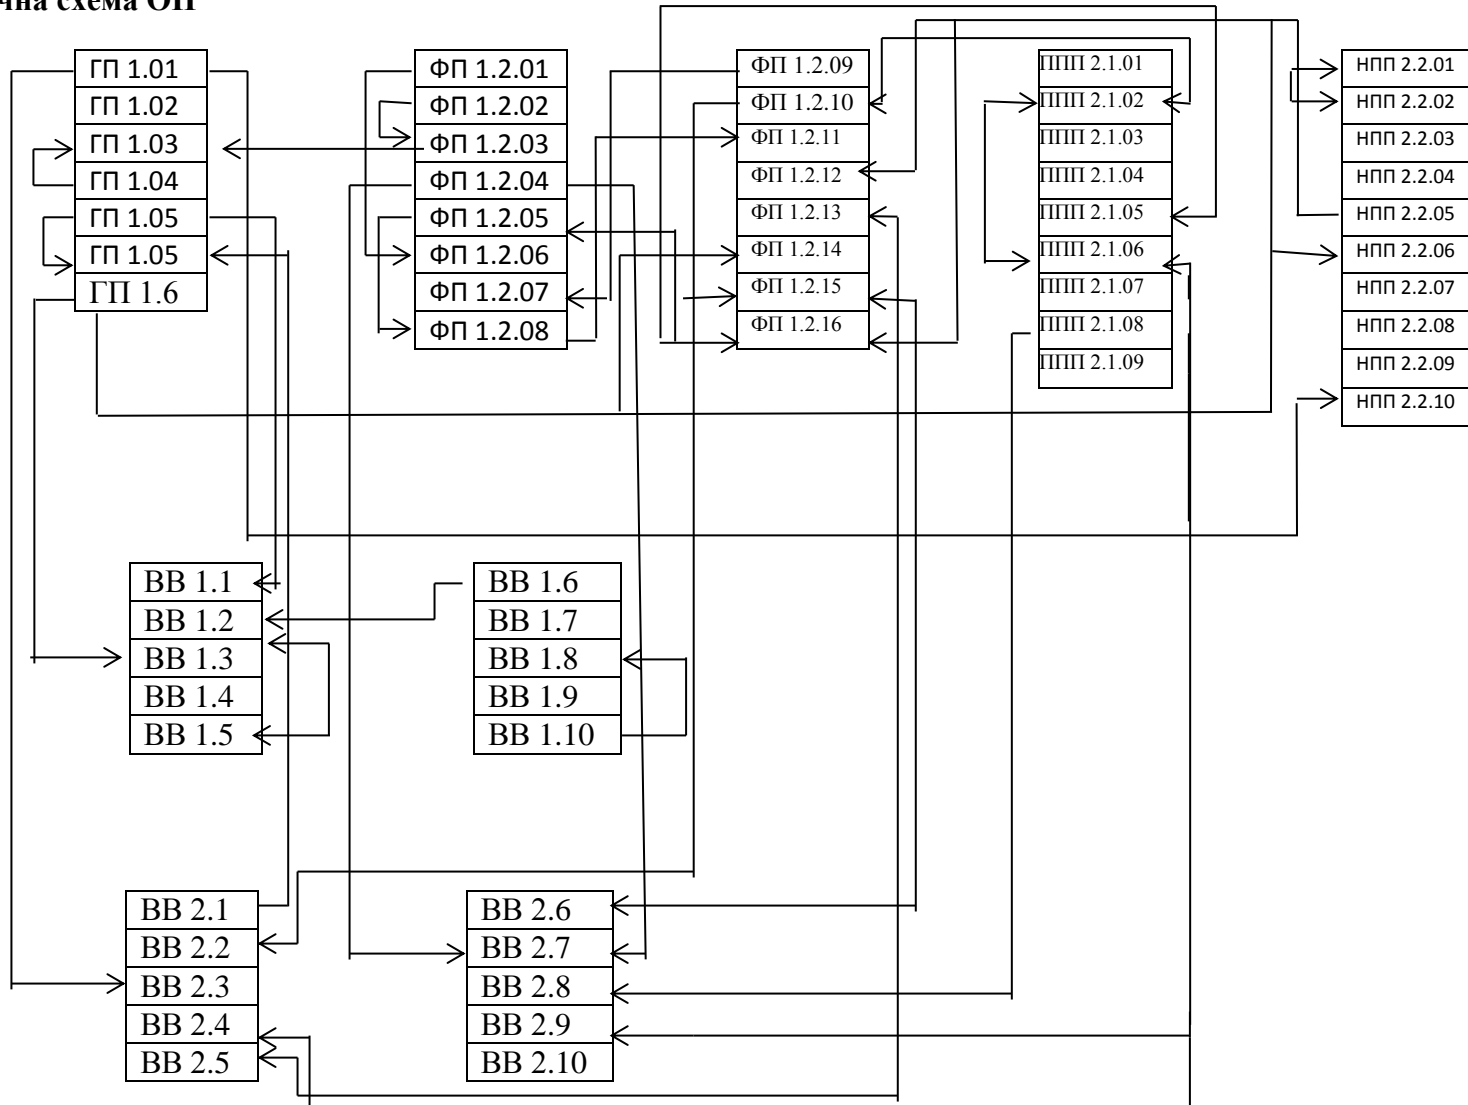 чна схема ОП
ГП 1.01
ГП 1.02
ГП 1.03
ГП 1.04
ГП 1.05
ГП 1.05
ГП 1.6
ФП 1.2.01
ФП 1.2.02
ФП 1.2.03
ФП 1.2.04
ФП 1.2.05
ФП 1.2.06
ФП 1.2.07
ФП 1.2.08
ФП 1.2.09
ФП 1.2.10
ФП 1.2.11
ФП 1.2.12
ФП 1.2.13
ФП 1.2.14
ФП 1.2.15
ФП 1.2.16
ППП 2.1.01
ППП 2.1.02
ППП 2.1.03
ППП 2.1.04
ППП 2.1.05
ППП 2.1.06
ППП 2.1.07
ППП 2.1.08
ППП 2.1.09
НПП 2.2.01
НПП 2.2.02
НПП 2.2.03
НПП 2.2.04
НПП 2.2.05
НПП 2.2.06
НПП 2.2.07
НПП 2.2.08
НПП 2.2.09
НПП 2.2.10
ВВ 1.1
ВВ 1.2
ВВ 1.3
ВВ 1.4
ВВ 1.5
ВВ 1.6
ВВ 1.7
ВВ 1.8
ВВ 1.9
ВВ 1.10
ВВ 2.1
ВВ 2.2
ВВ 2.3
ВВ 2.4
ВВ 2.5
ВВ 2.6
ВВ 2.7
ВВ 2.8
ВВ 2.9
ВВ 2.10